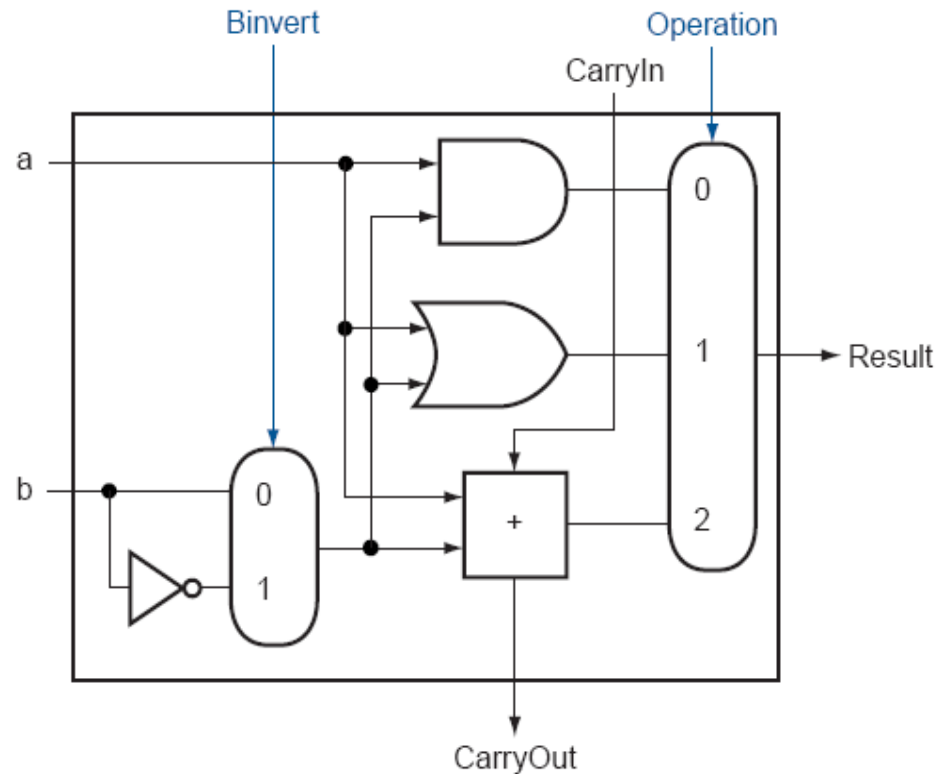 Binvert
Operation
CarryIn
a
0
1
Result
b
0
+
2
1
CarryOut